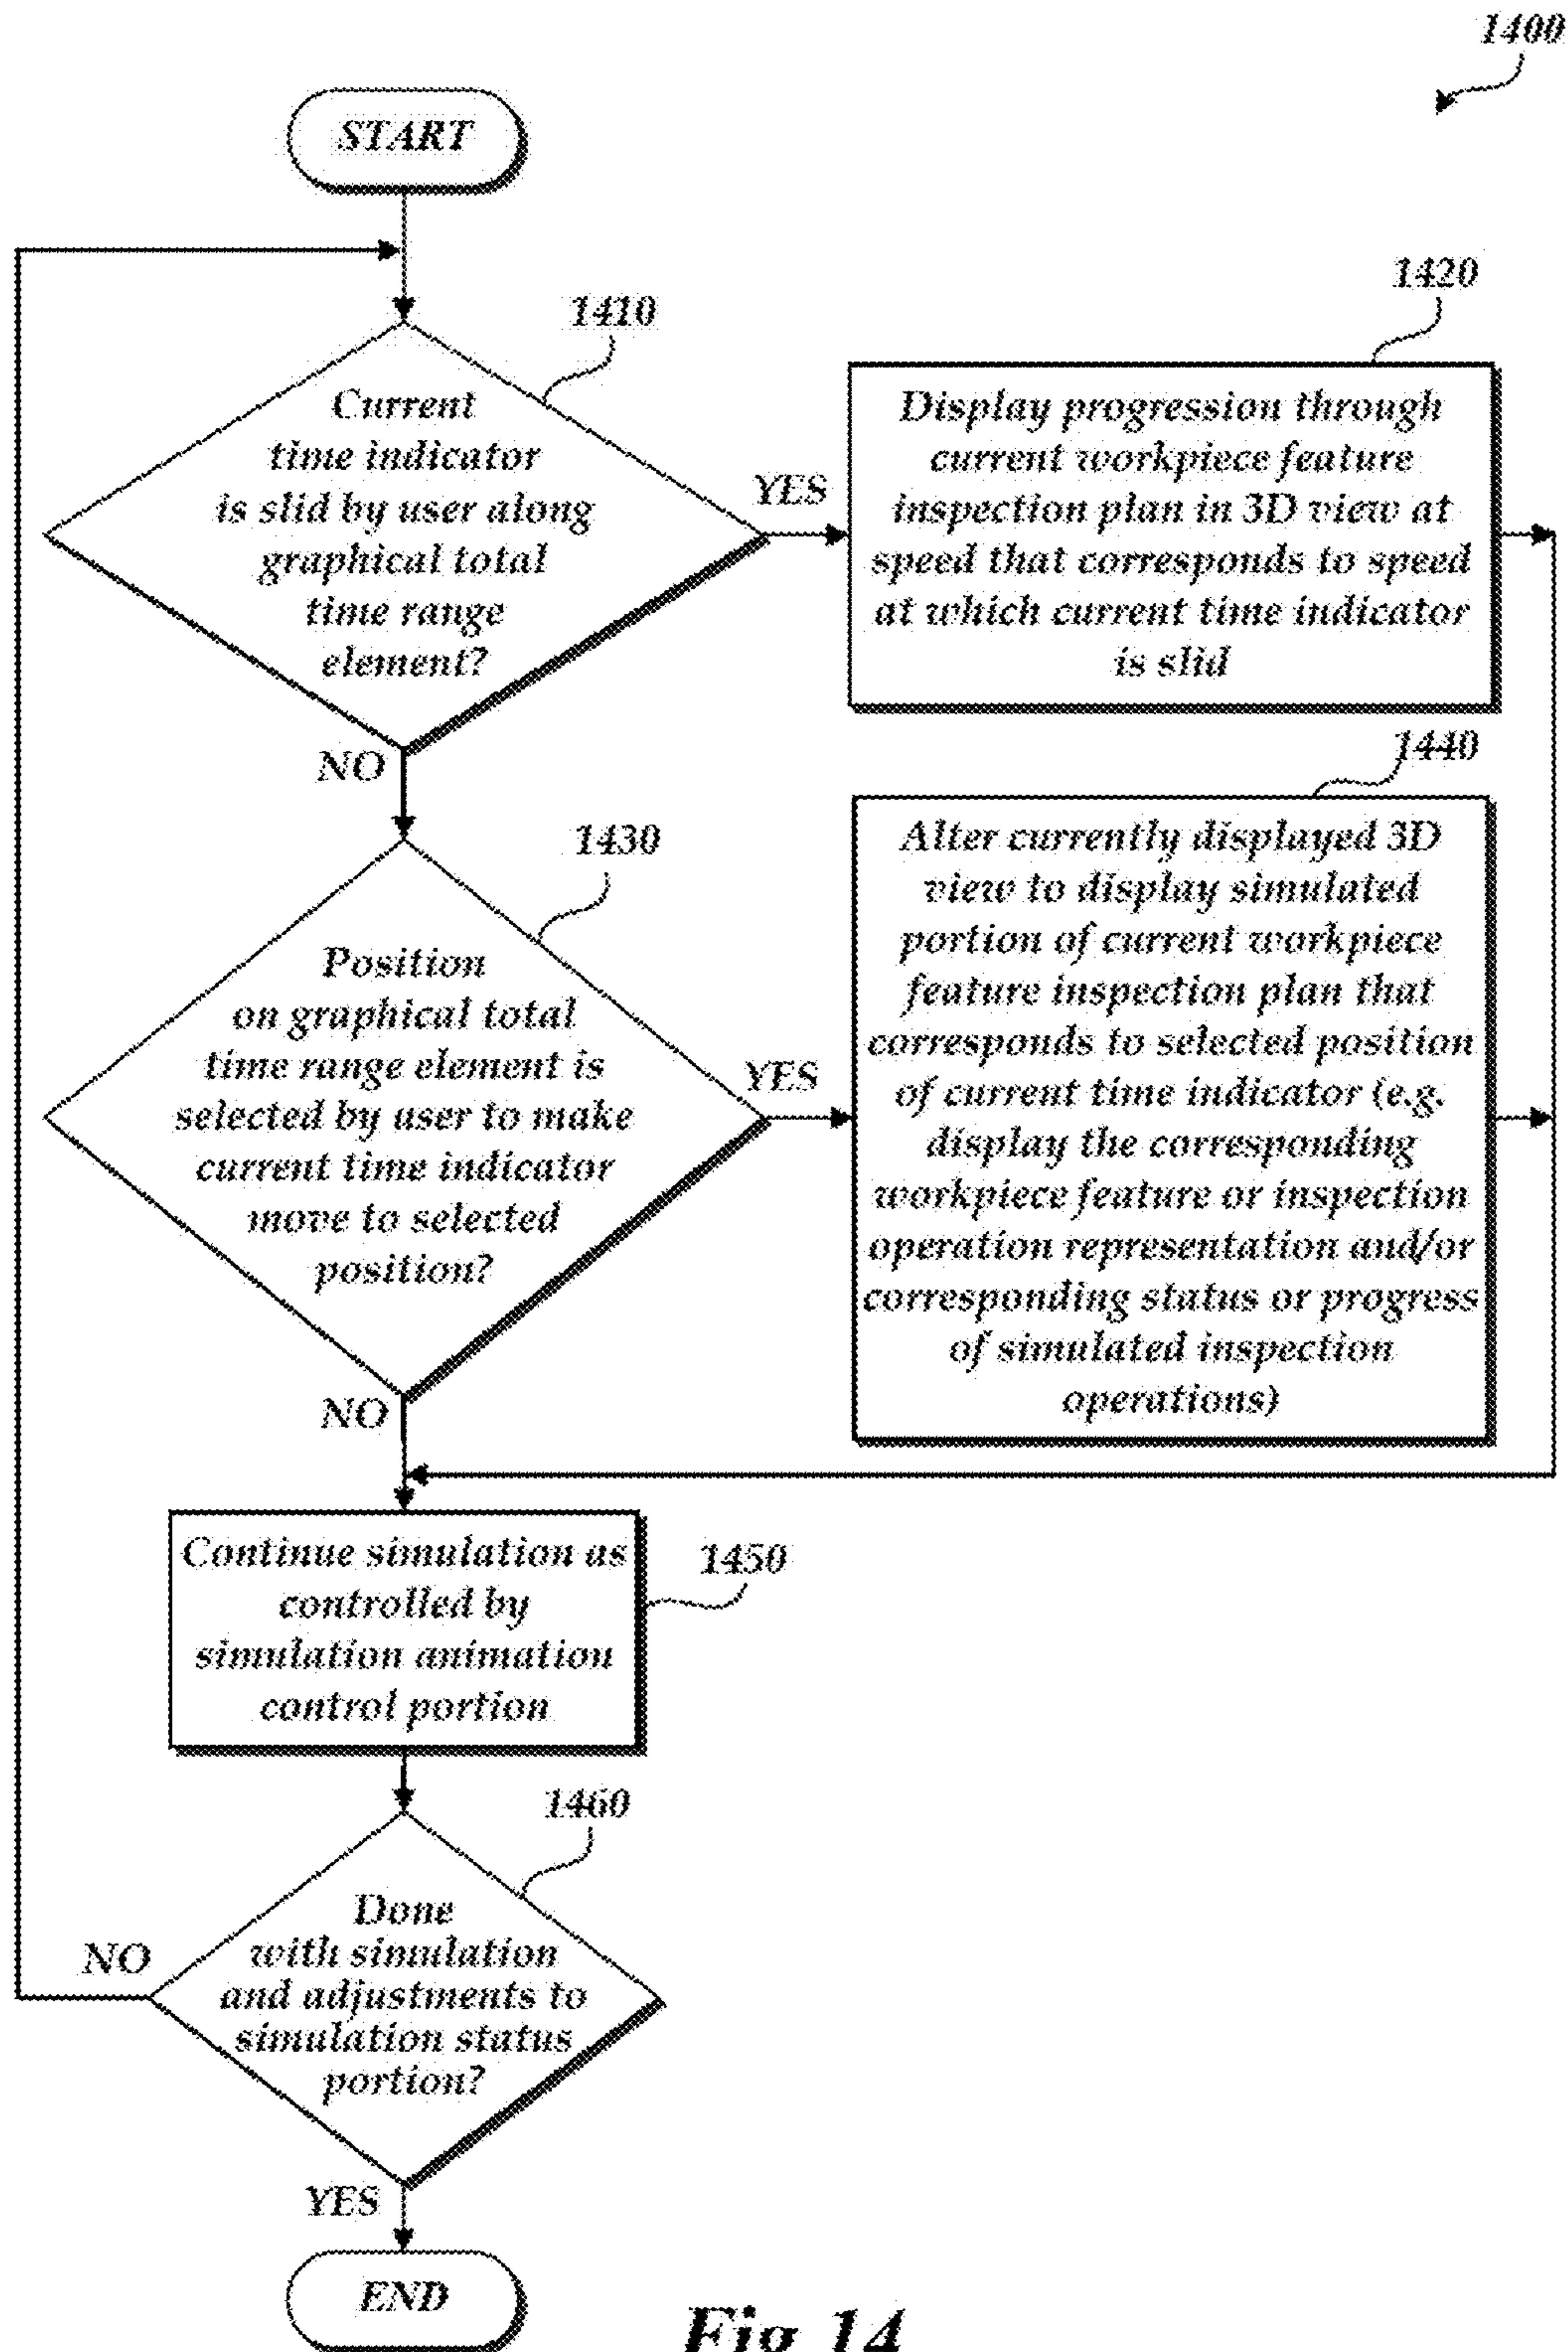 1400
START
1410
Current
time indicator
is slid by user along
graphical total
time range
element?
YES
NO
1420
Display progression through
current workpiece feature
inspection plan in 3D view at
speed that corresponds to speed
at which current time indicator
is slid
1430
Position
on graphical total
time range element is
selected by user to make
current time indicator
move to selected
position?
YES
NO
1440
Alter currently displayed 3D
view to display simulated
portion of current workpiece
feature inspection plan that
corresponds to selected position
of current time indicator (e.g.
display the corresponding
workpiece feature or inspection
operation representation and/or
corresponding status or progress
of simulated inspection
operations)
Continue simulation as
controlled by
simulation animation
control portion
1450
1460
Done
with simulation
and adjustments to
simulation status
portion?
NO
YES
END
Fig 14